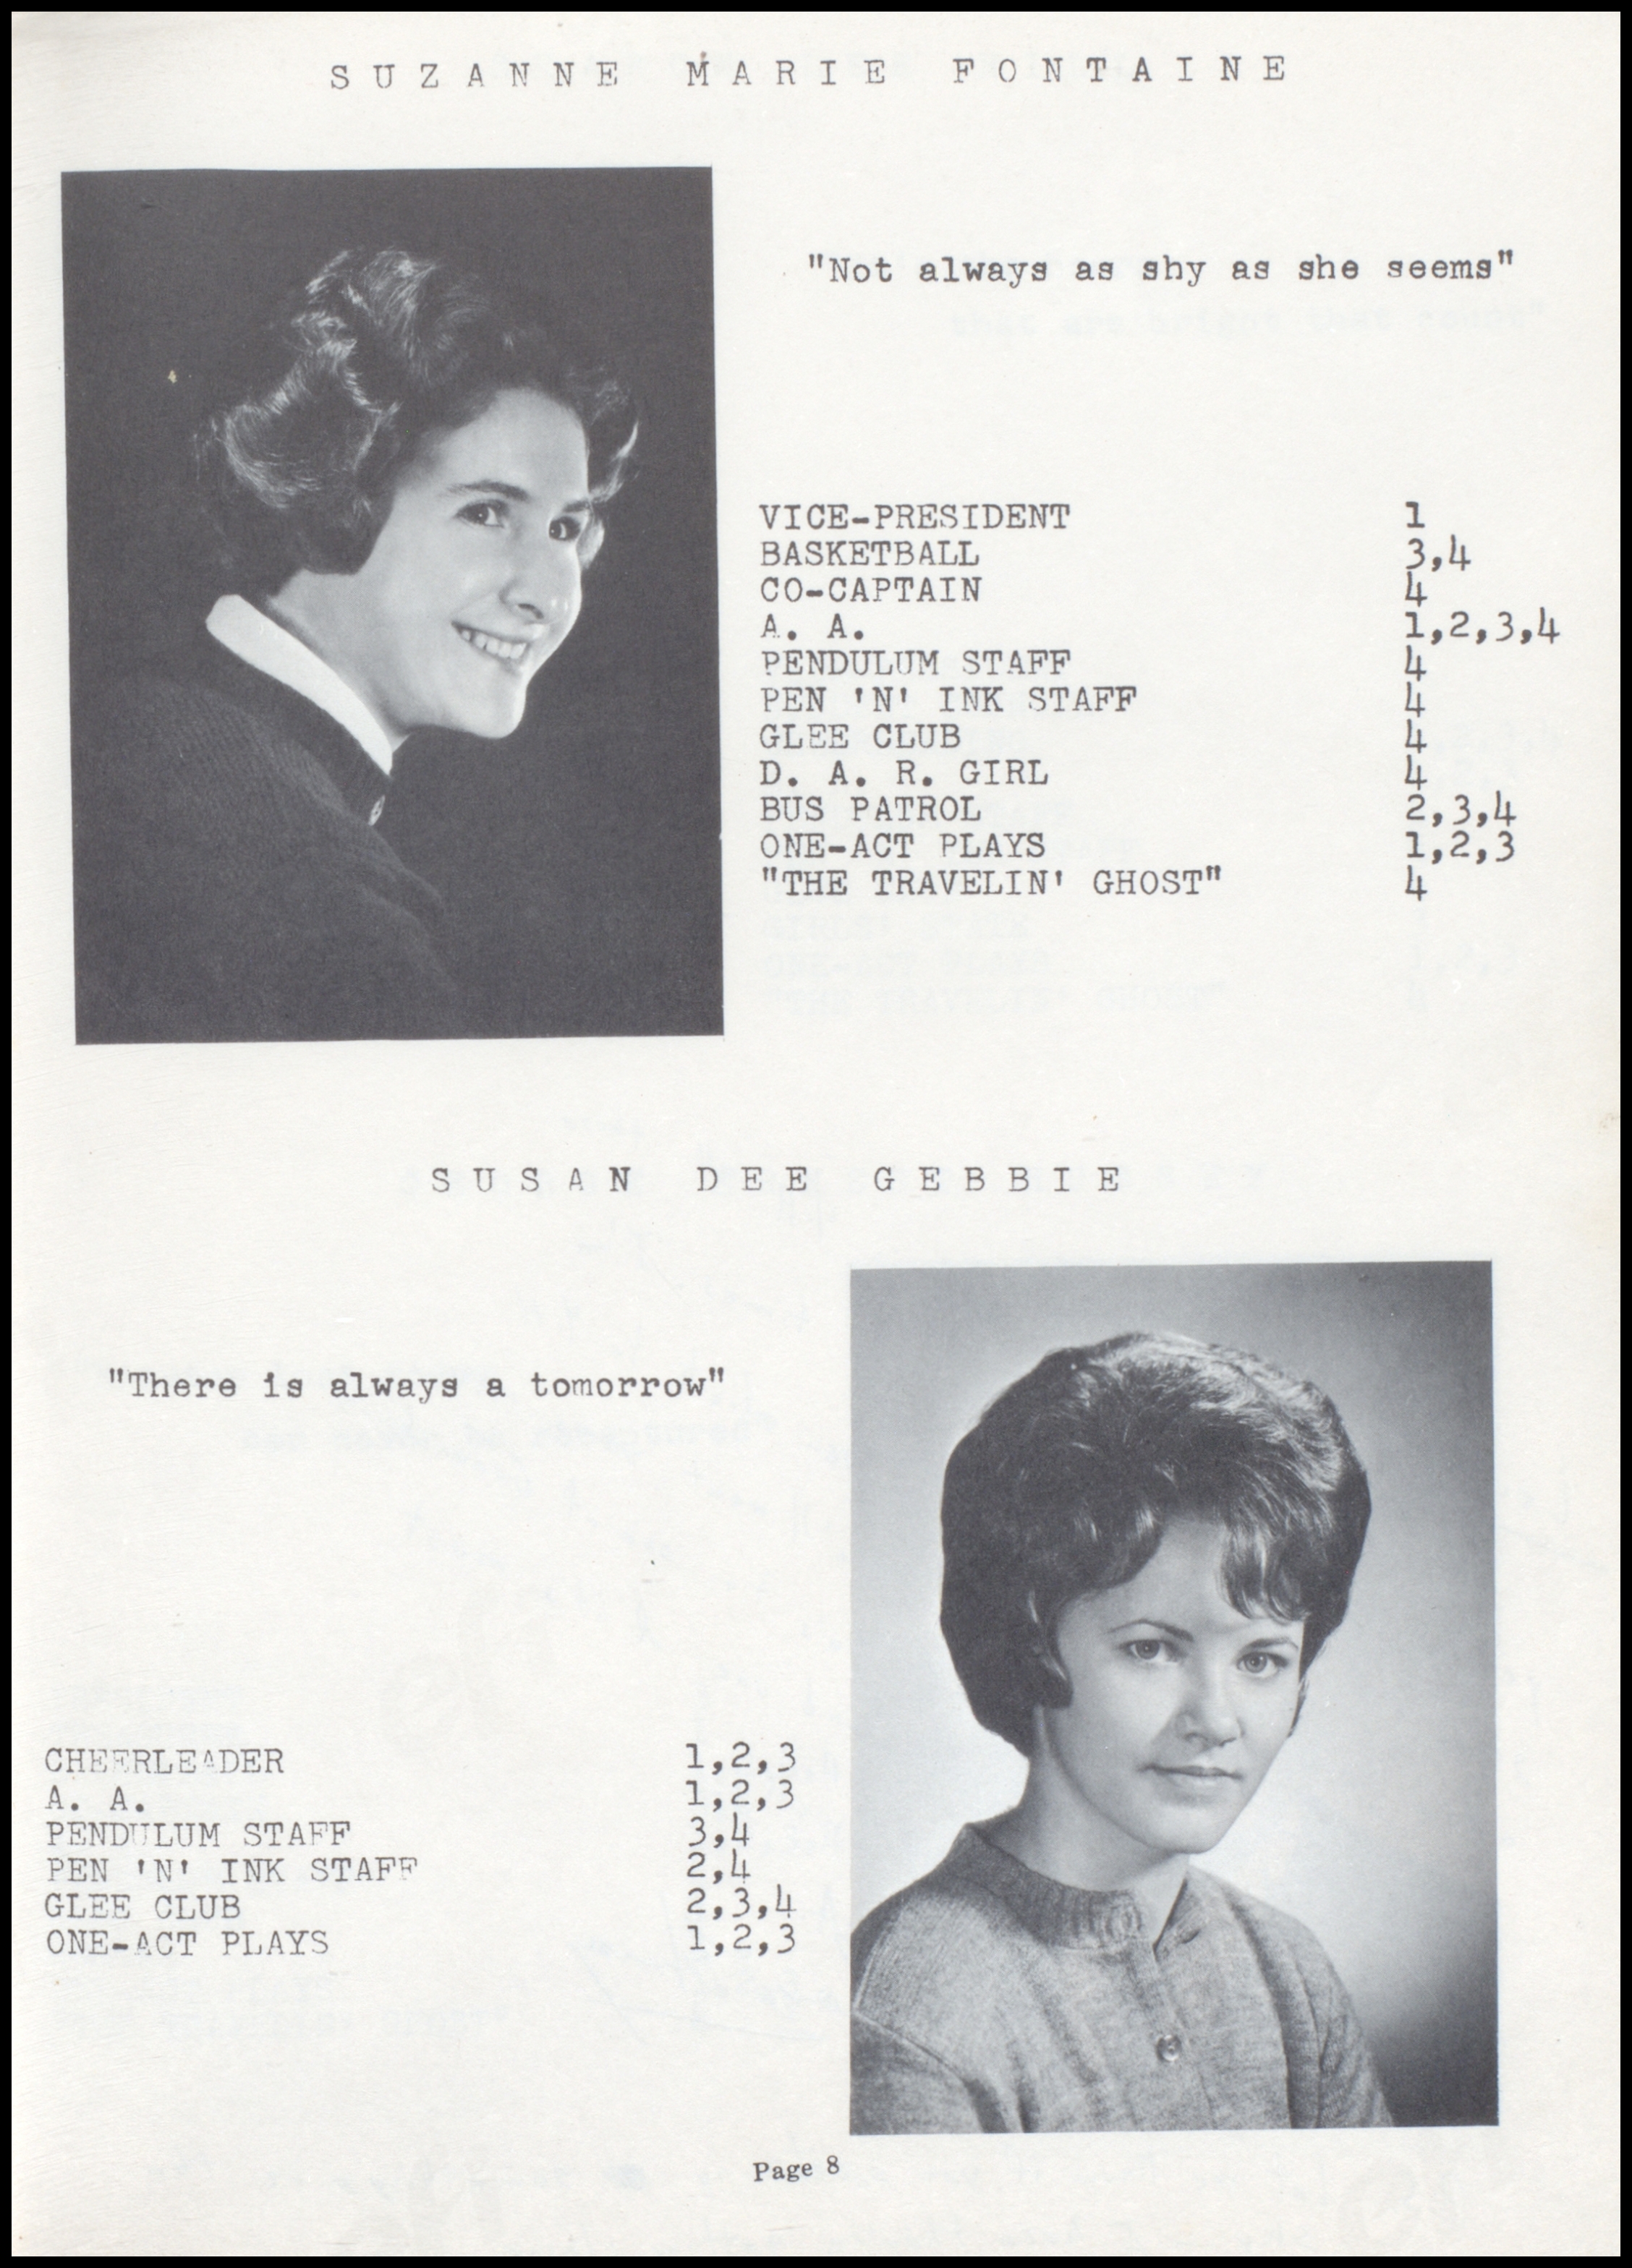 SUZANNE MARIE FONTAINE
"Not always as shy as she seems"
VICE-PRESIDENT 1
BASKETBALL 3,4
CO-CAPTAIN 4
A. A. 1,2,3,4
PENDULUM STAFF 4
PEN 'N' INK STAFF 4
GLEE CLUB 4
D. A. R. GIRL 4
BUS PATROL 2,3,4
ONE-ACT PLAYS 1,2,3
"THE TRAVELIN' GHOST" 4
SUSAN DEE GEBBIE
"There is always a tomorrow"
CHEERLEADER 1,2,3
A. A. 1,2,3
PENDULUM STAFF 3,4
PEN 'N' INK STAFF 2,4
GLEE CLUB 2,3,4
ONE-ACT PLAYS 1,2,3
Page 8